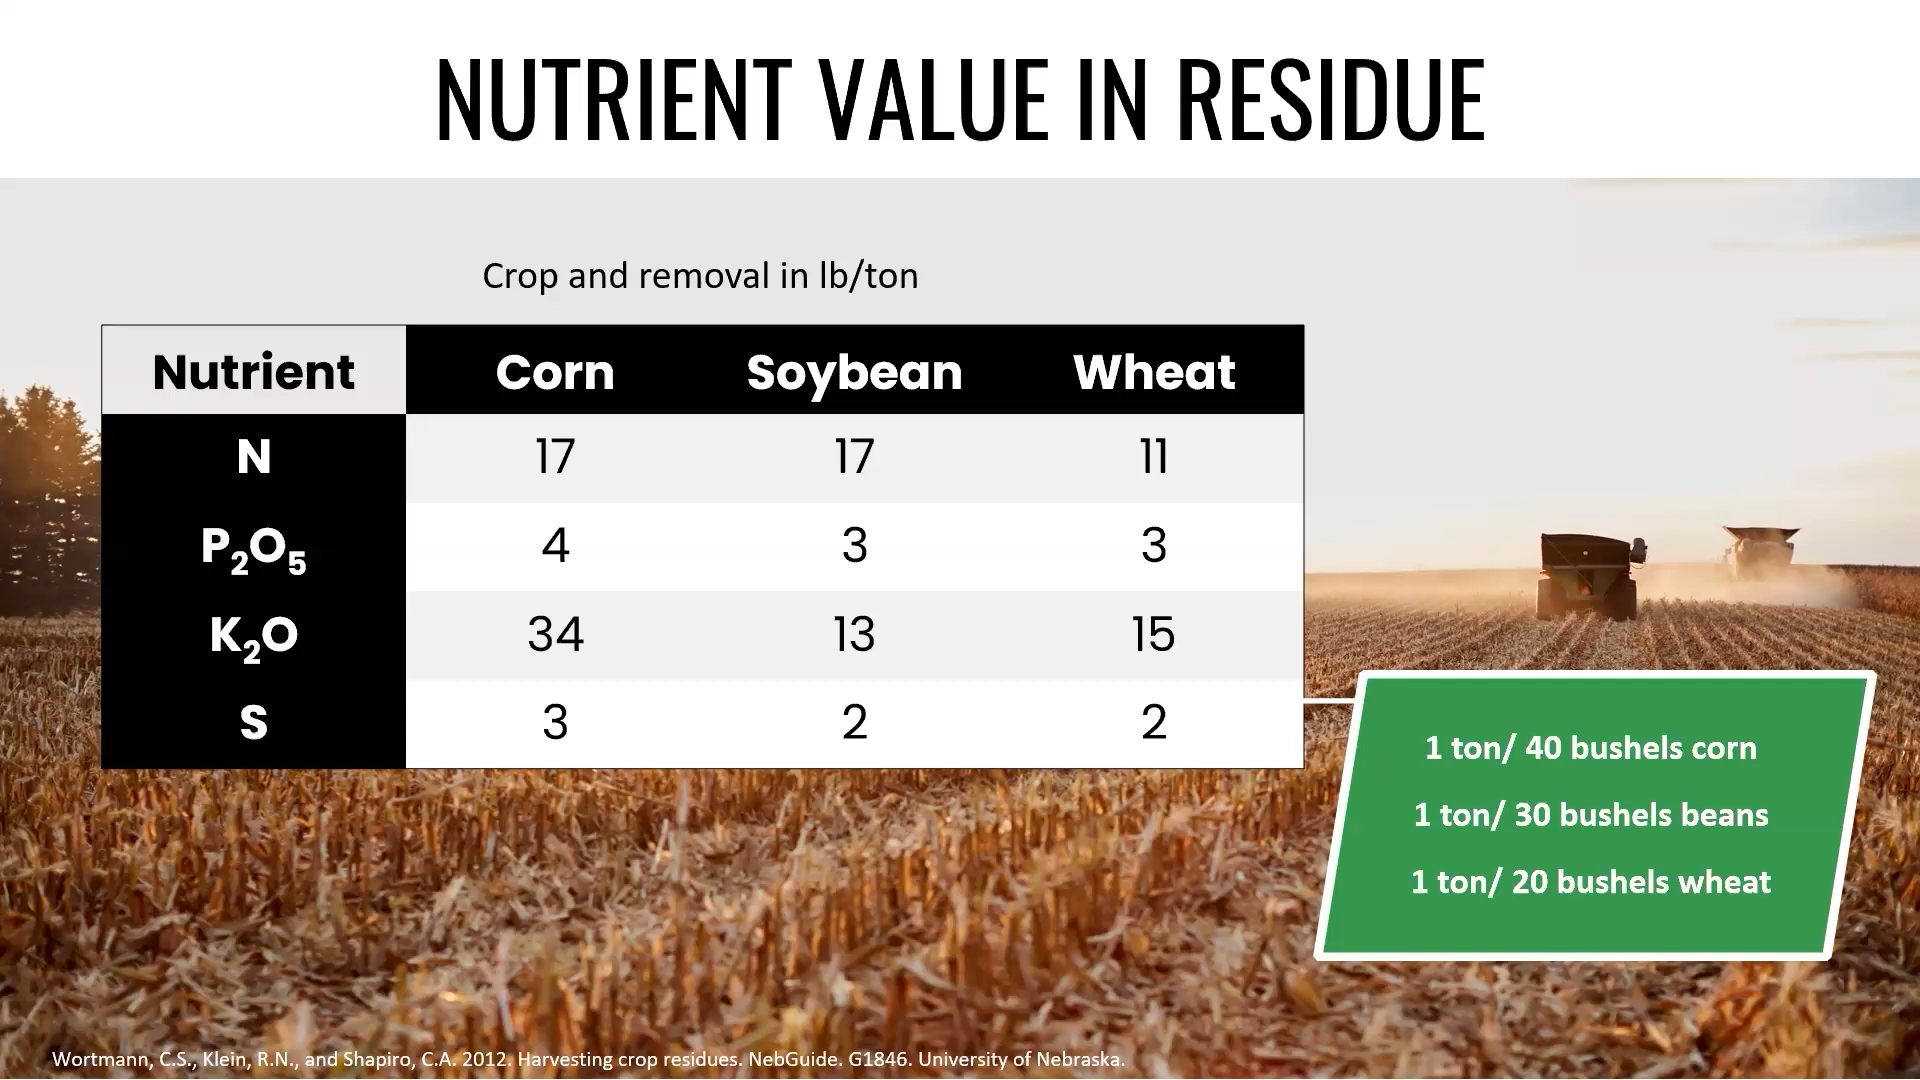 NUTRIENT VALUE IN RESIDUE
Crop and removal in lb/ton
Nutrient Corn Soybean Wheat
N 17 17 11
P₂O₅ 4 3 3
K₂O 34 13 15
S 3 2 2
1 ton/ 40 bushels corn
1 ton/ 30 bushels beans
1 ton/ 20 bushels wheat
Wortmann, C.S., Klein, R.N., and Shapiro, C.A. 2012. Harvesting crop residues. NebGuide. G1846. University of Nebraska.